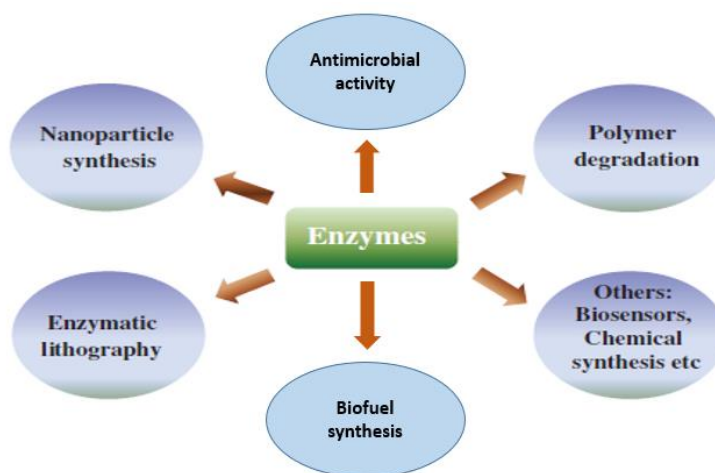 Antimicrobial
activity
Nanoparticle
synthesis
Polymer
degradation
Enzymes
Enzymatic
lithography
Others:
Biosensors,
Chemical
synthesis etc
Biofuel
synthesis